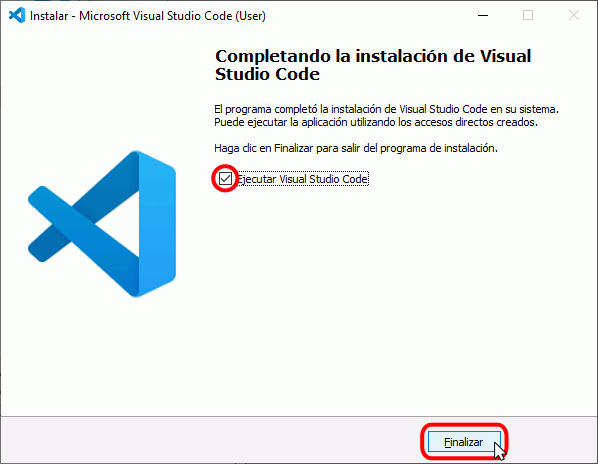 Instalar - Microsoft Visual Studio Code (User)
Completando la instalación de Visual
Studio Code
El programa completó la instalación de Visual Studio Code en su sistema.
Puede ejecutar la aplicación utilizando los accesos directos creados.
Haga clic en Finalizar para salir del programa de instalación.
Ejecutar Visual Studio Code
Finalizar